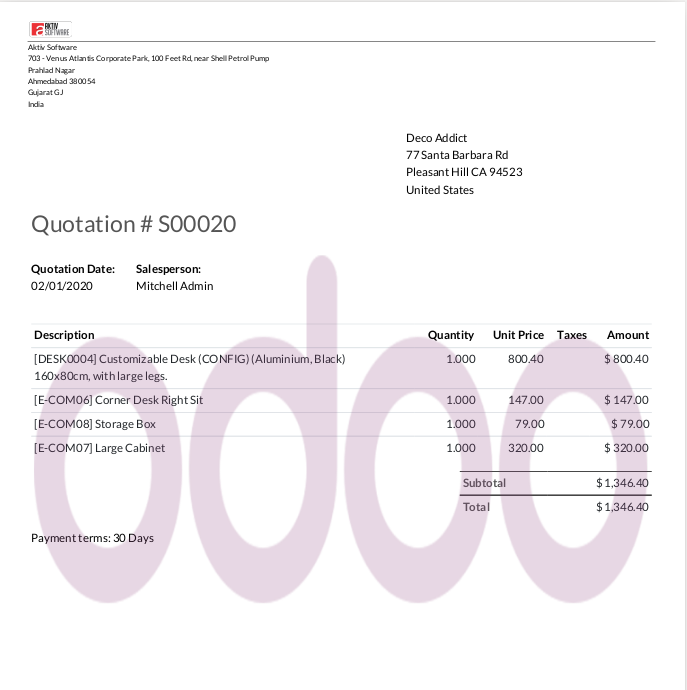 AKTIV
SOFTWARE
Aktiv Software
703 - Venus Atlantis Corporate Park, 100 Feet Rd, near Shell Petrol Pump
Prahlad Nagar
Ahmedabad 380054
Gujarat GJ
India
Deco Addict
77 Santa Barbara Rd
Pleasant Hill CA 94523
United States
Quotation # S00020
Quotation Date: Salesperson:
02/01/2020 Mitchell Admin
Description Quantity Unit Price Taxes Amount
[DESK0004] Customizable Desk (CONFIG) (Aluminium, Black) 1.000 800.40 $ 800.40
160x80cm, with large legs.
[E-COM06] Corner Desk Right Sit 1.000 147.00 $ 147.00
[E-COM08] Storage Box 1.000 79.00 $ 79.00
[E-COM07] Large Cabinet 1.000 320.00 $ 320.00
Subtotal $ 1,346.40
Total $ 1,346.40
Payment terms: 30 Days
odoo